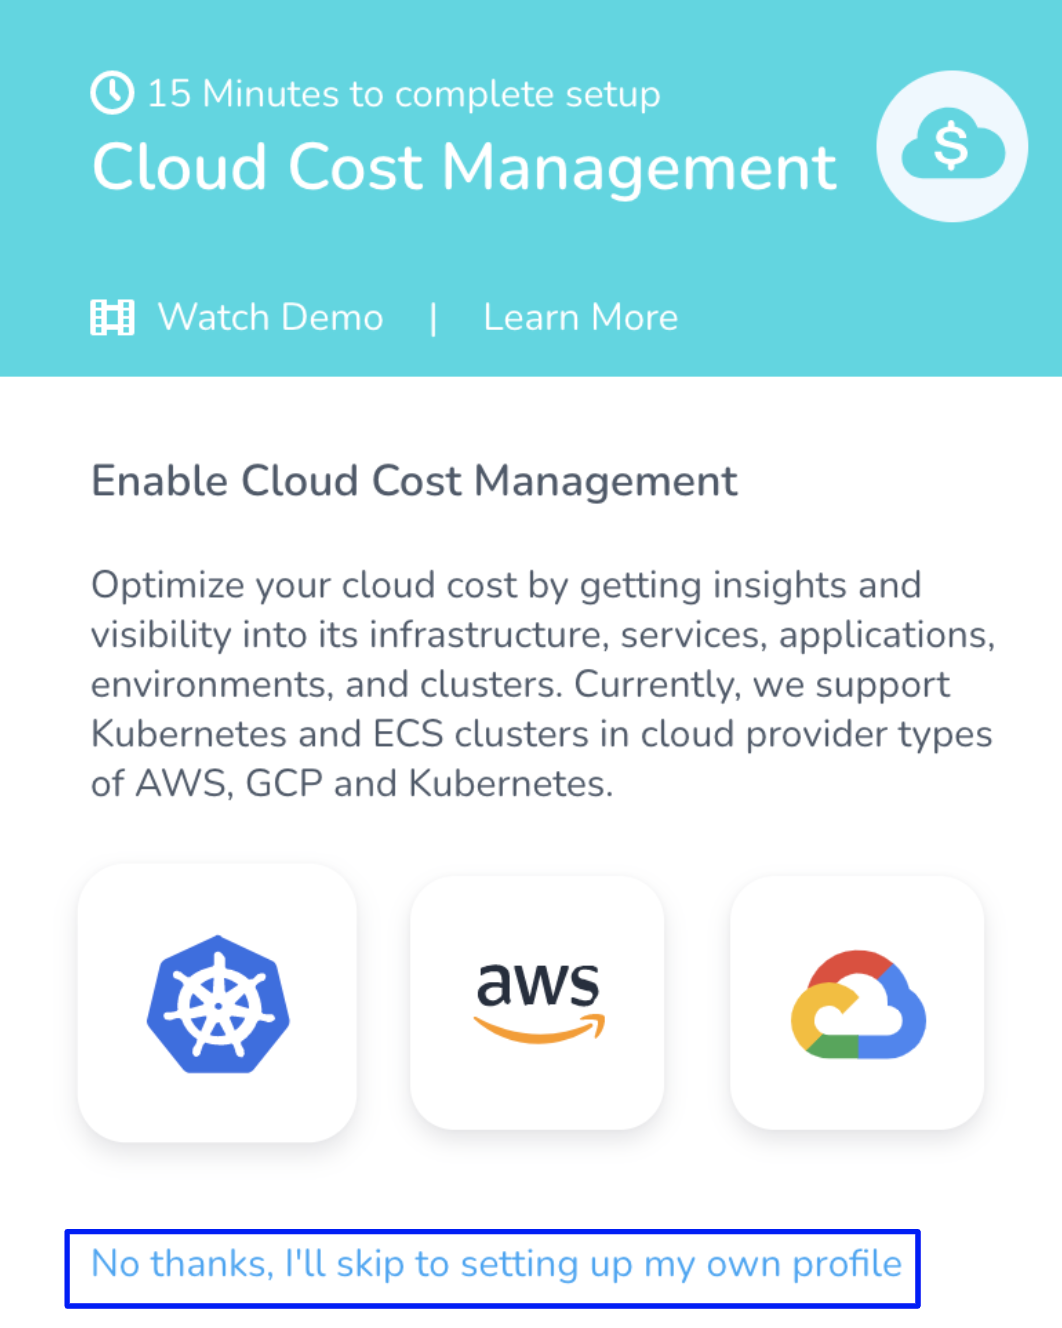 15 Minutes to complete setup
Cloud Cost Management
$
Watch Demo | Learn More
Enable Cloud Cost Management
Optimize your cloud cost by getting insights and
visibility into its infrastructure, services, applications,
environments, and clusters. Currently, we support
Kubernetes and ECS clusters in cloud provider types
of AWS, GCP and Kubernetes.
aws
No thanks, I'll skip to setting up my own profile